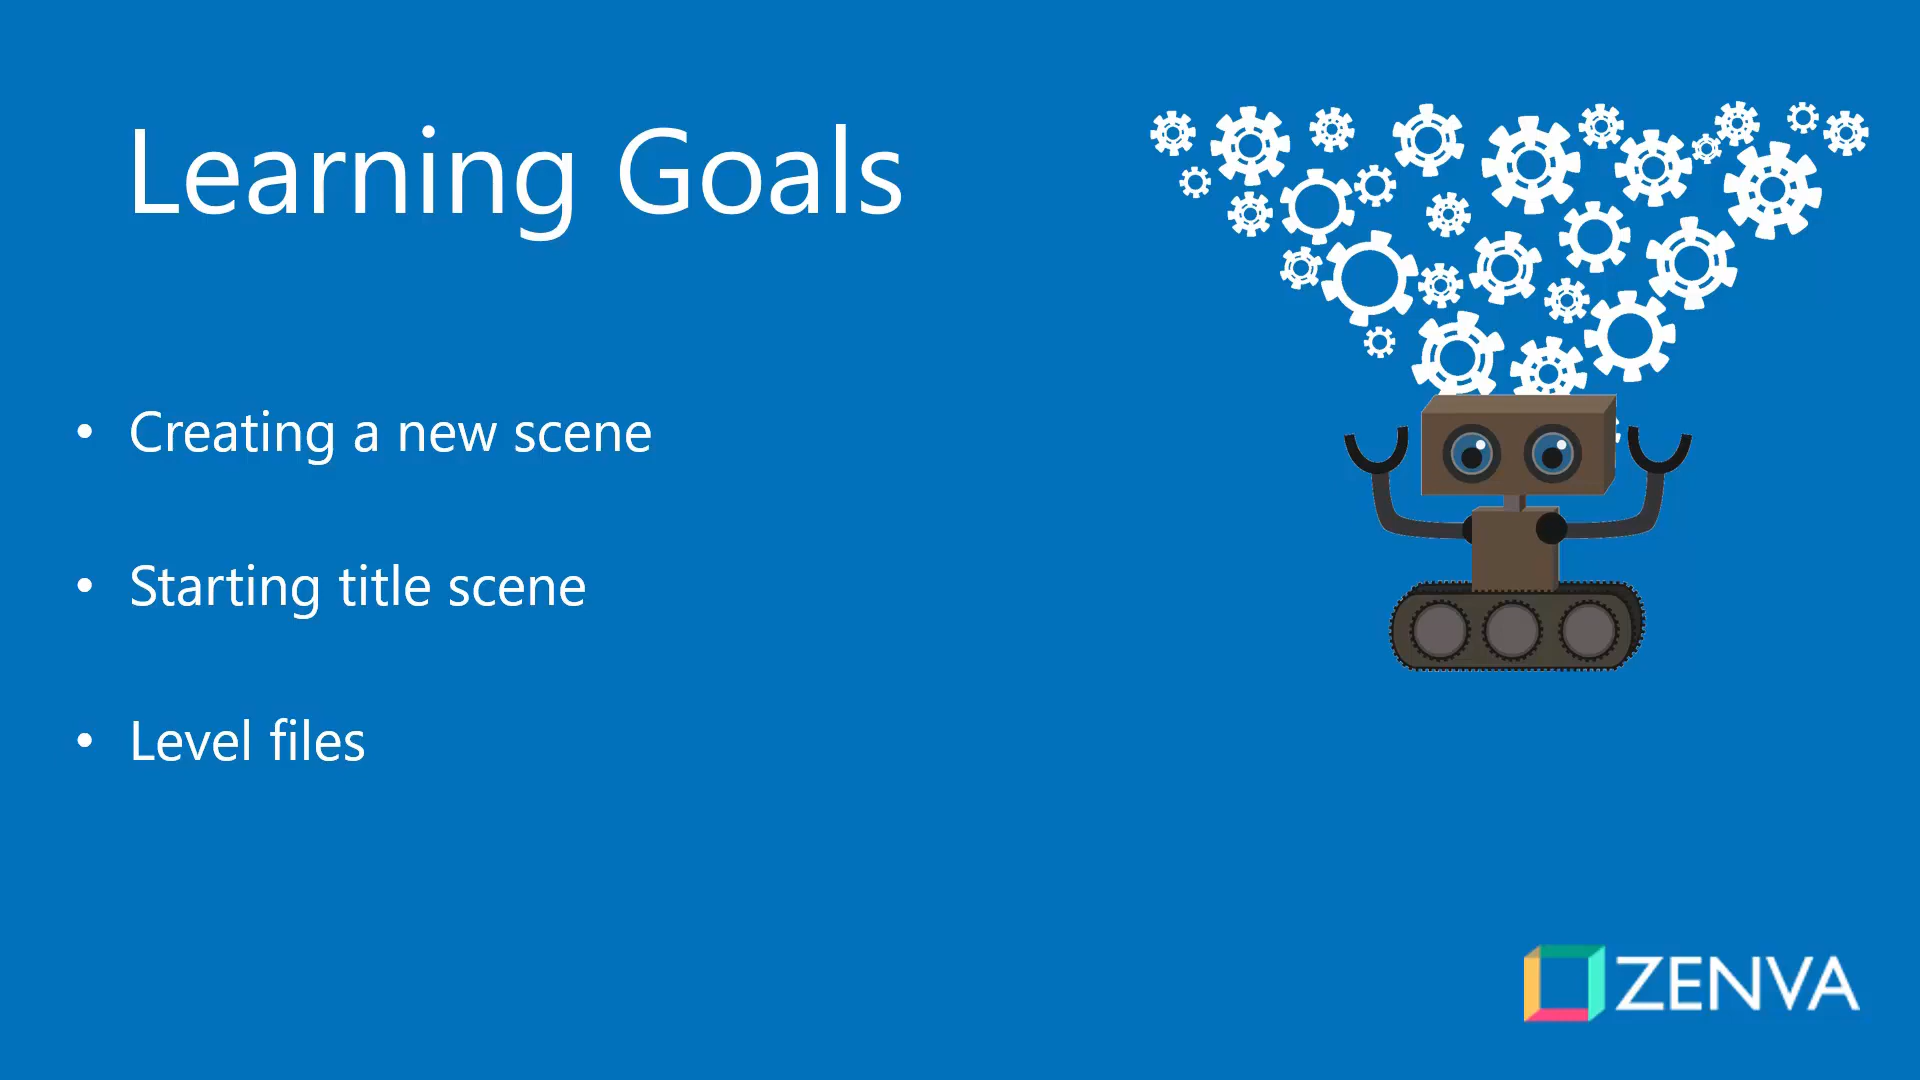 Learning Goals
• Creating a new scene
• Starting title scene
• Level files
ZENVA